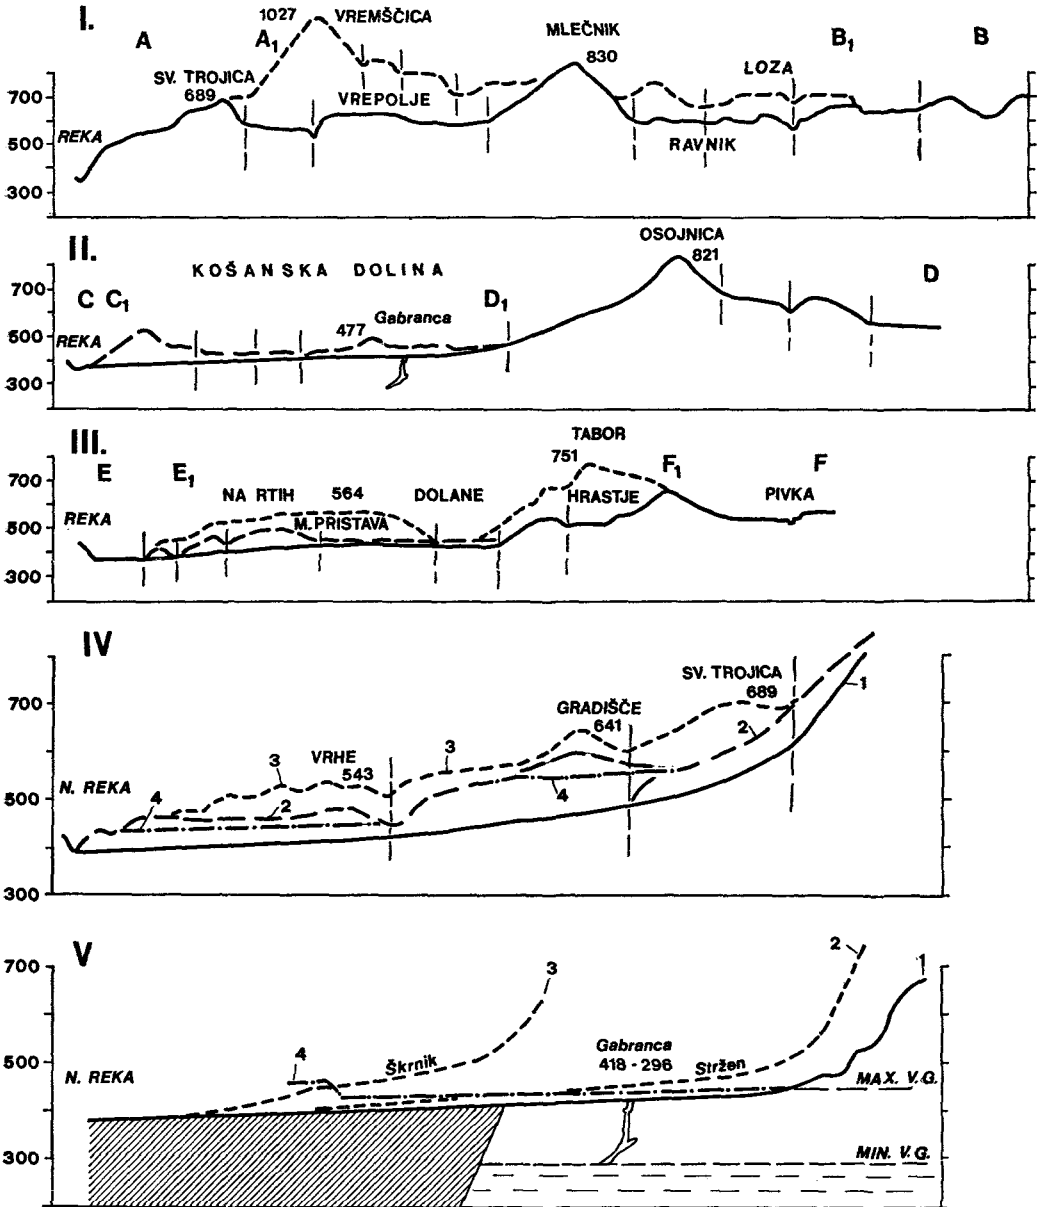 I.
1027 VREMŠČICA
A A₁ MLEČNIK B₁ B
830
SV. TROJICA LOZA
689
700 VREPOLJE
REKA
500 RAVNIK
300
II. OSOJNICA
821
KOŠANSKA DOLINA
D
700
C C₁ D₁
Gabranca
477
REKA 500
300
III. TABOR
751
E E₁ F₁ F
700
NA RTIH 564 DOLANE HRASTJE PIVKA
REKA M. PRISTAVA
500
300
IV
SV. TROJICA
689 1
700
GRADIŠČE
641 2
3 VRHE 3
543
N. REKA
4 2 4
500
300
V 2
1
700 3
4 Škrnik Gabranca
418 - 296 Stržen
500
N. REKA MAX. V.G.
MIN. V.G.
300